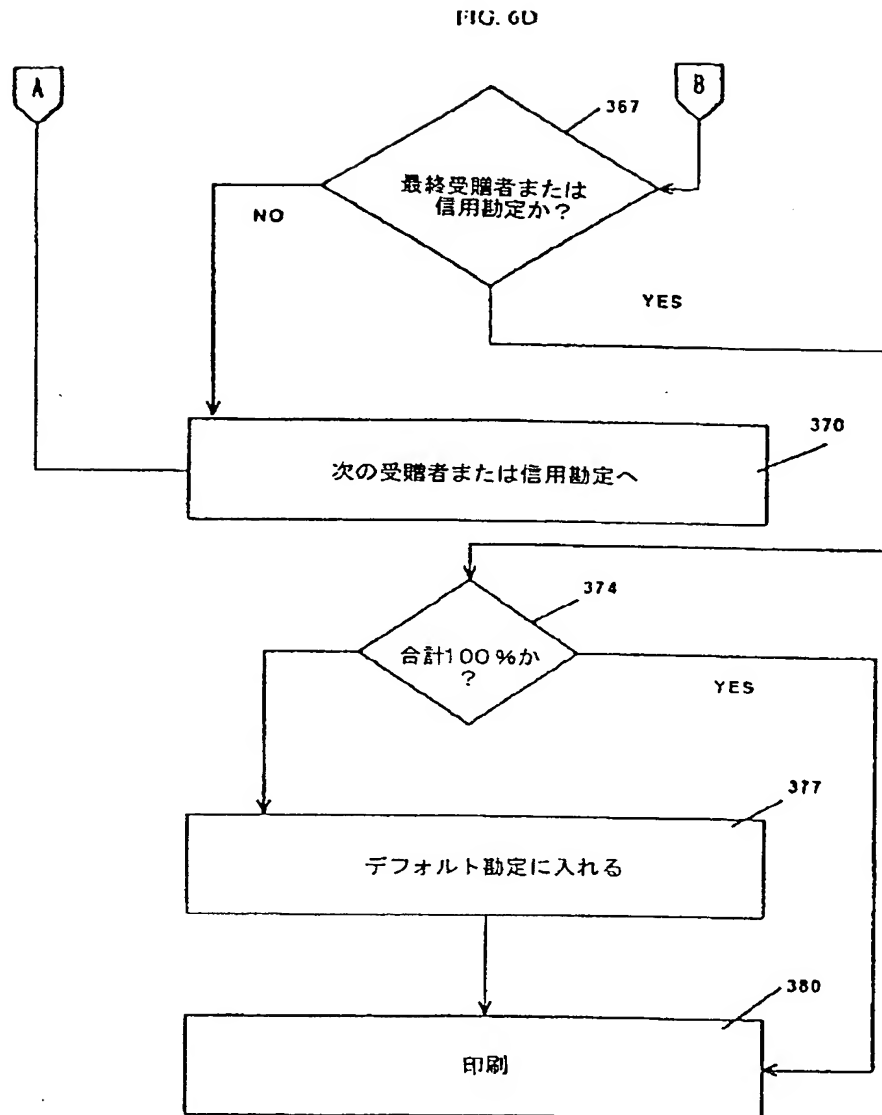 FIG. 6D
A
B
367
最終受贈者または
信用勘定か？
NO
YES
370
次の受贈者または信用勘定へ
374
合計100%か
？
YES
377
デフォルト勘定に入れる
380
印刷